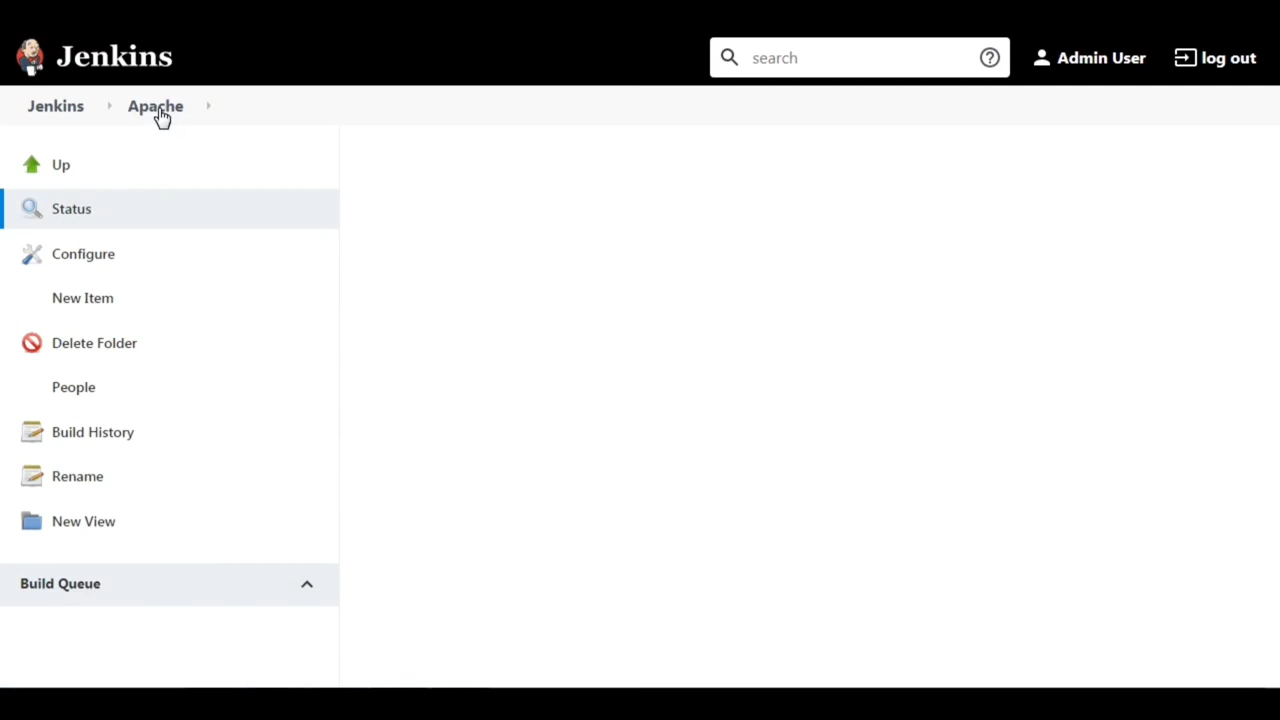 Jenkins
search
Admin User
log out
Jenkins
Apache
Up
Status
Configure
New Item
Delete Folder
People
Build History
Rename
New View
Build Queue